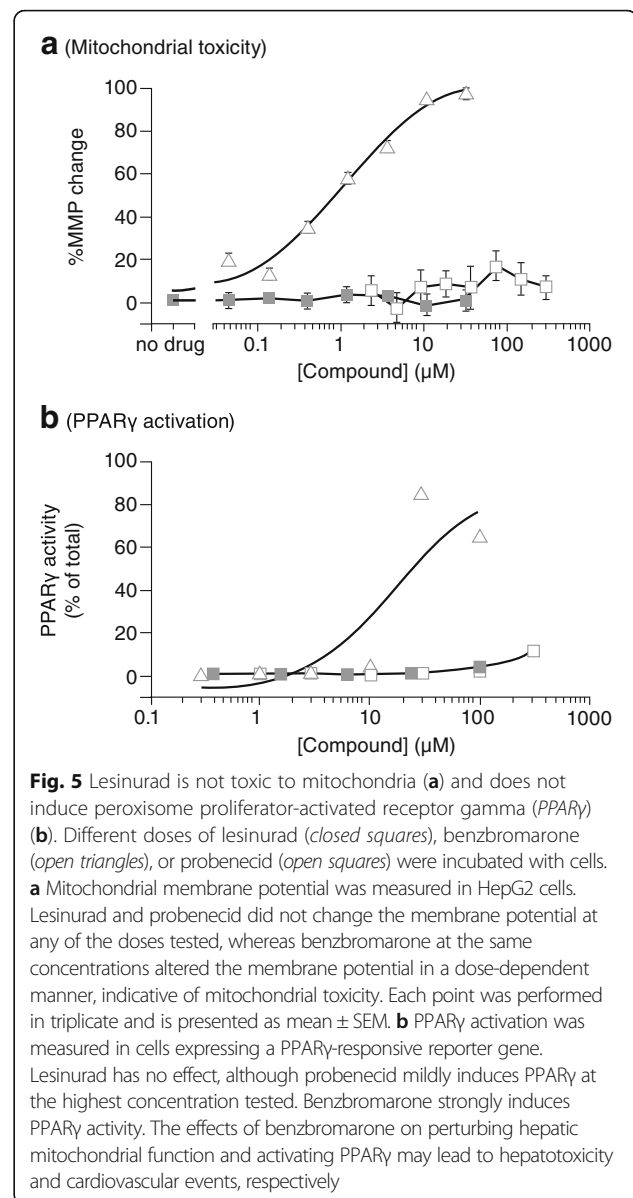 a (Mitochondrial toxicity)
100
80
60
40
20
0
%MMP change
no drug 0.1 1 10 100 1000
[Compound] (µM)
b (PPARγ activation)
100
80
60
40
20
0
PPARγ activity
(% of total)
0.1 1 10 100 1000
[Compound] (µM)
Fig. 5 Lesinurad is not toxic to mitochondria (a) and does not
induce peroxisome proliferator-activated receptor gamma (PPARγ)
(b). Different doses of lesinurad (closed squares), benzbromarone
(open triangles), or probenecid (open squares) were incubated with cells.
a Mitochondrial membrane potential was measured in HepG2 cells.
Lesinurad and probenecid did not change the membrane potential at
any of the doses tested, whereas benzbromarone at the same
concentrations altered the membrane potential in a dose-dependent
manner, indicative of mitochondrial toxicity. Each point was performed
in triplicate and is presented as mean ± SEM. b PPARγ activation was
measured in cells expressing a PPARγ-responsive reporter gene.
Lesinurad has no effect, although probenecid mildly induces PPARγ at
the highest concentration tested. Benzbromarone strongly induces
PPARγ activity. The effects of benzbromarone on perturbing hepatic
mitochondrial function and activating PPARγ may lead to hepatotoxicity
and cardiovascular events, respectively